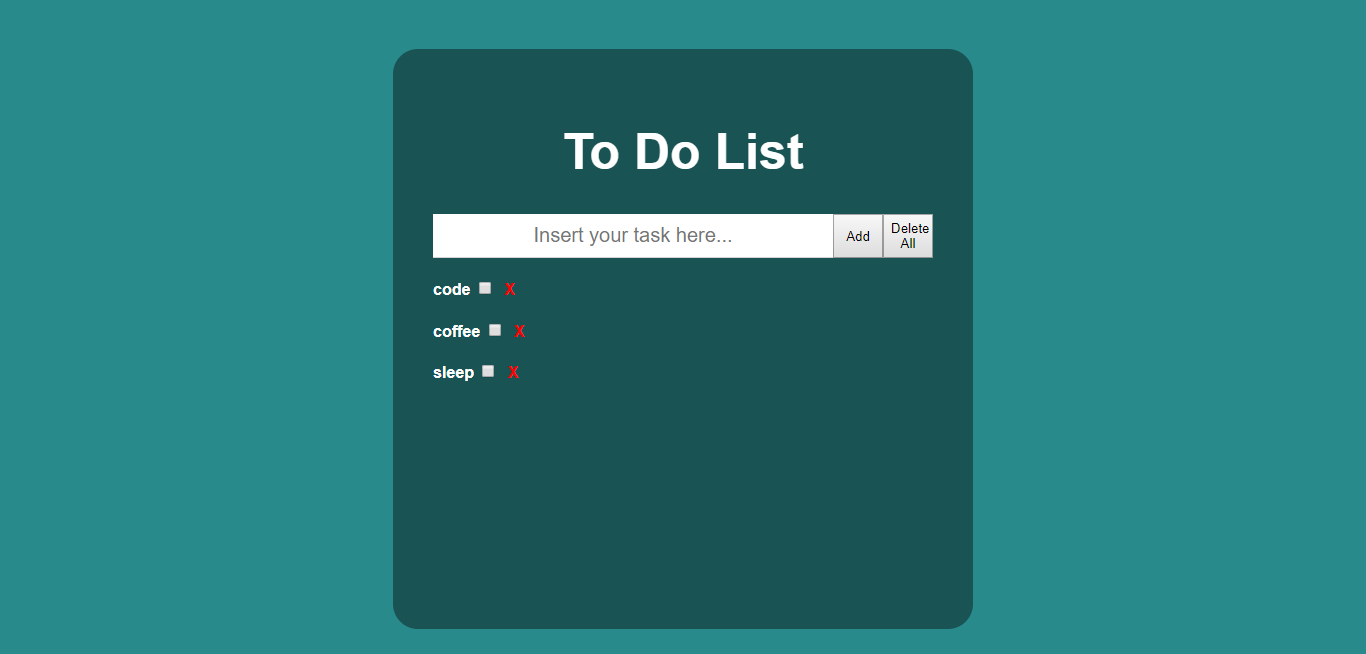 To Do List
Insert your task here...
Add
Delete
All
code X
coffee X
sleep X